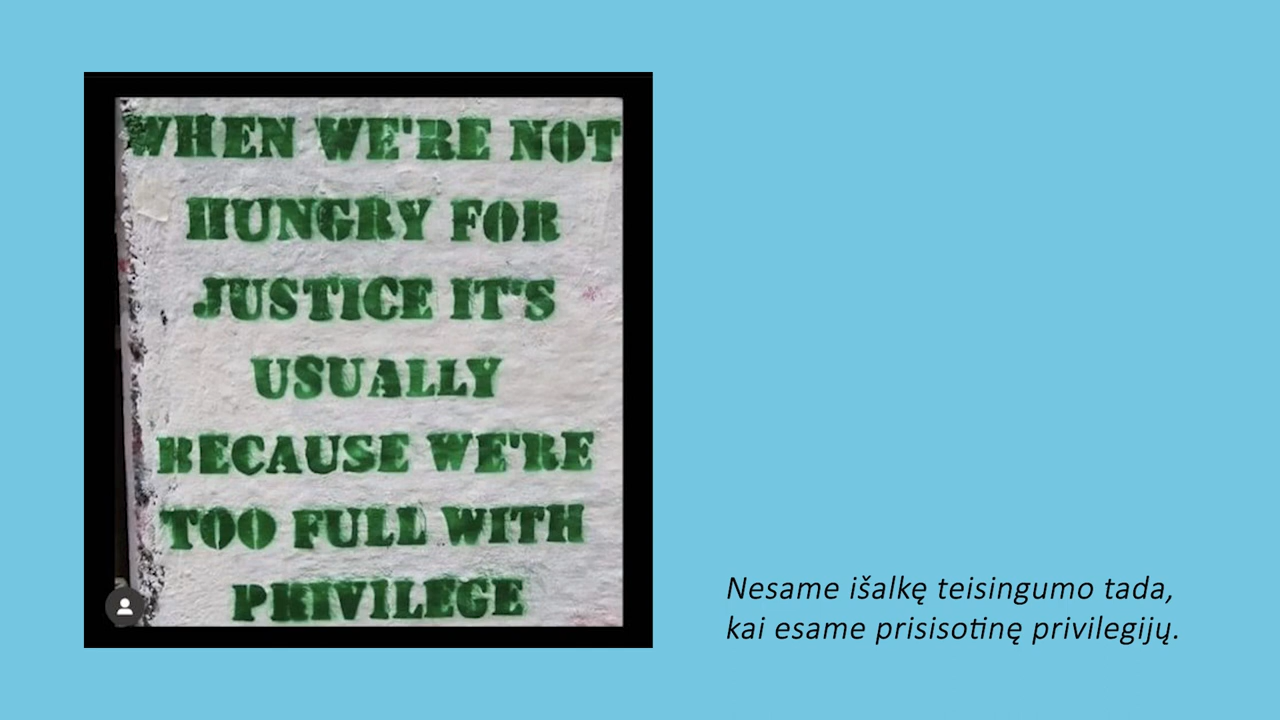 WHEN WE'RE NOT
HUNGRY FOR
JUSTICE IT'S
USUALLY
BECAUSE WE'RE
TOO FULL WITH
PRIVILEGE
Nesame išalkę teisingumo tada,
kai esame prisisotinę privilegijų.